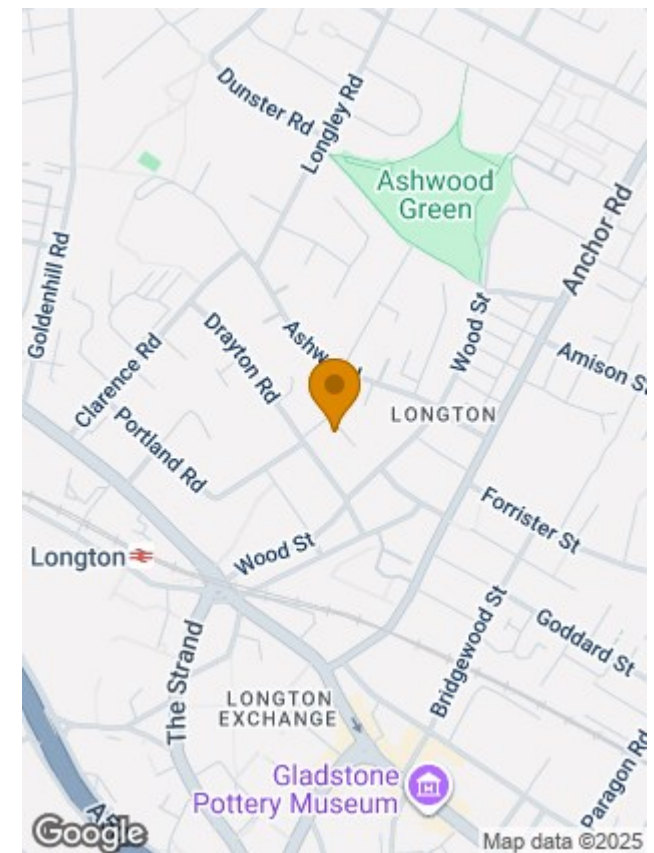 Dunster Rd
Longley Rd
Ashwood
Green
Anchor Rd
Goldenhill Rd
Wood St
Drayton Rd
Clarence Rd
Portland Rd
LONGTON
Longton
Wood St
Forrister St
Goddard St
Bridgewood St
The Strand
LONGTON
EXCHANGE
Gladstone
Pottery Museum
Paragon Rd
Google
Map data ©2025